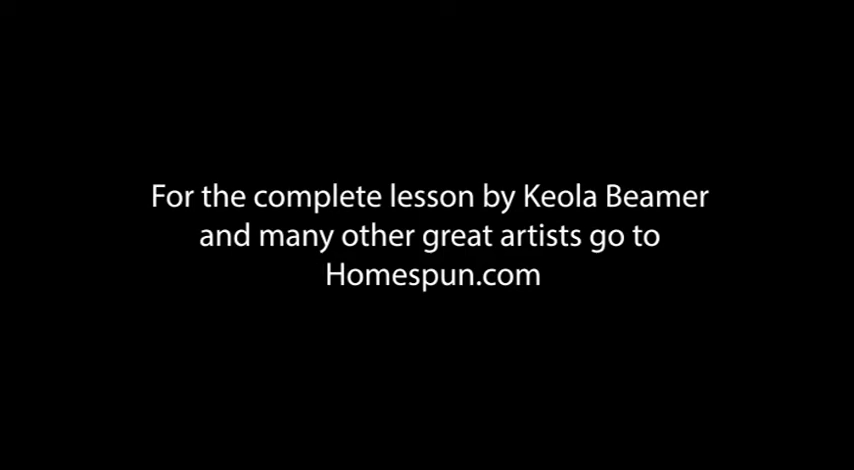 For the complete lesson by Keola Beamer
and many other great artists go to
Homespun.com